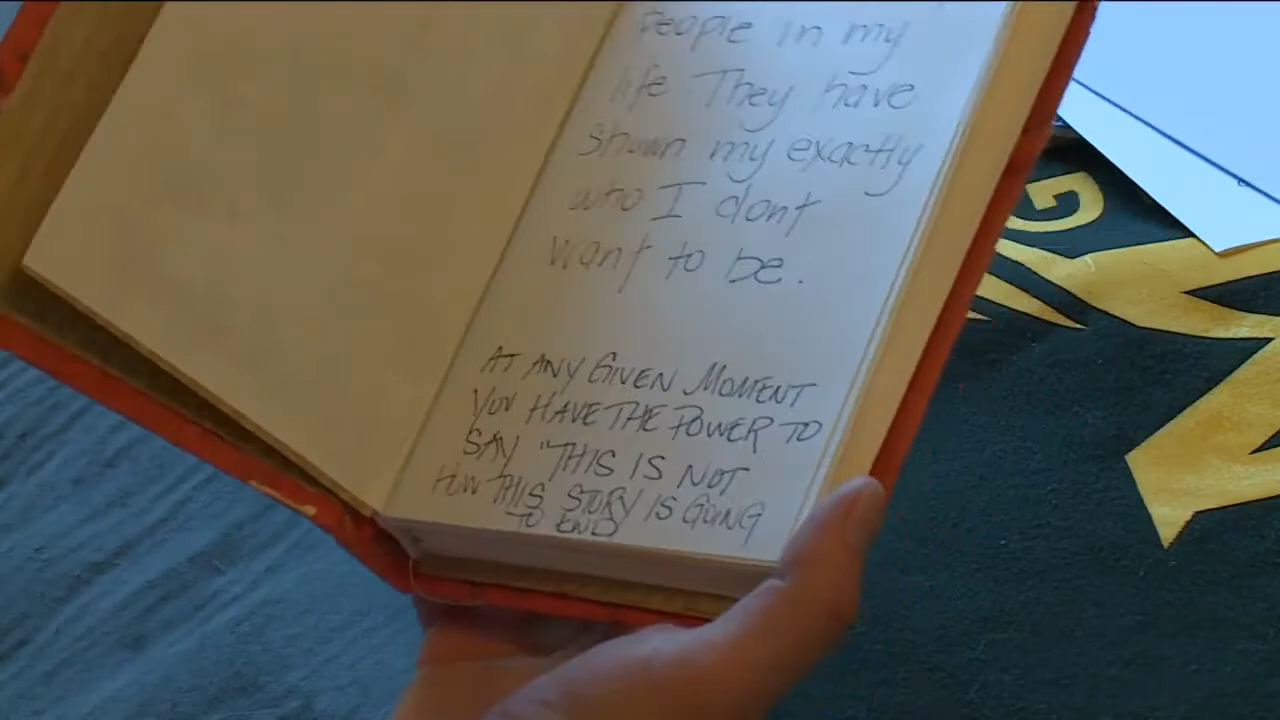 People in my
life They have
shown my exactly
who I dont
want to be.
AT ANY GIVEN MOMENT
YOU HAVE THE POWER TO
SAY "THIS IS NOT
HOW THIS STORY IS GOING
TO END
G